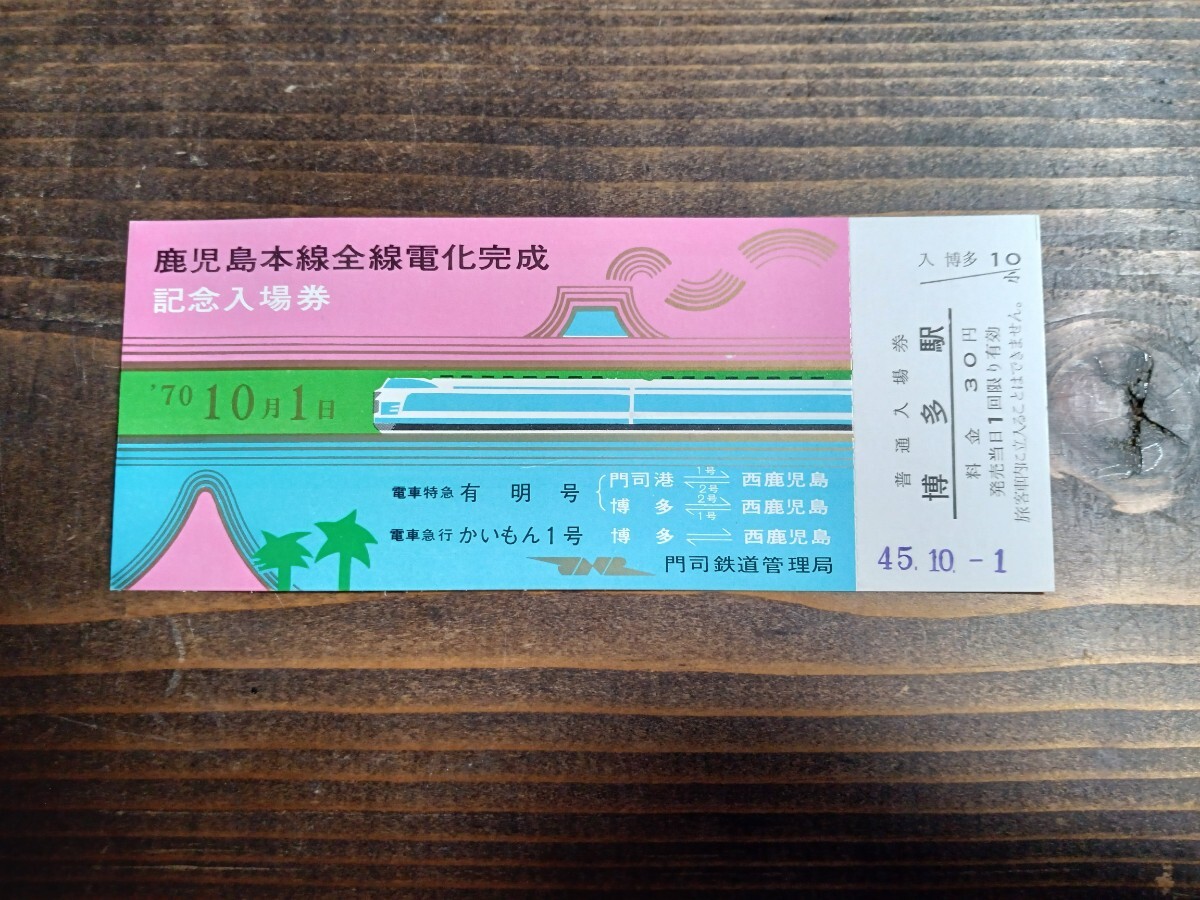 鹿児島本線全線電化完成
記念入場券
'70 10月1日
電車特急 有明号
門司港 1号 2号 西鹿児島
博多 2号 1号 西鹿児島
電車急行 かいもん1号 博多 西鹿児島
門司鉄道管理局
入 博多 10
小
普通入場券
博多駅
料金 30円
発売当日1回限り有効
旅客車内に立入ることはできません。
45.10.-1